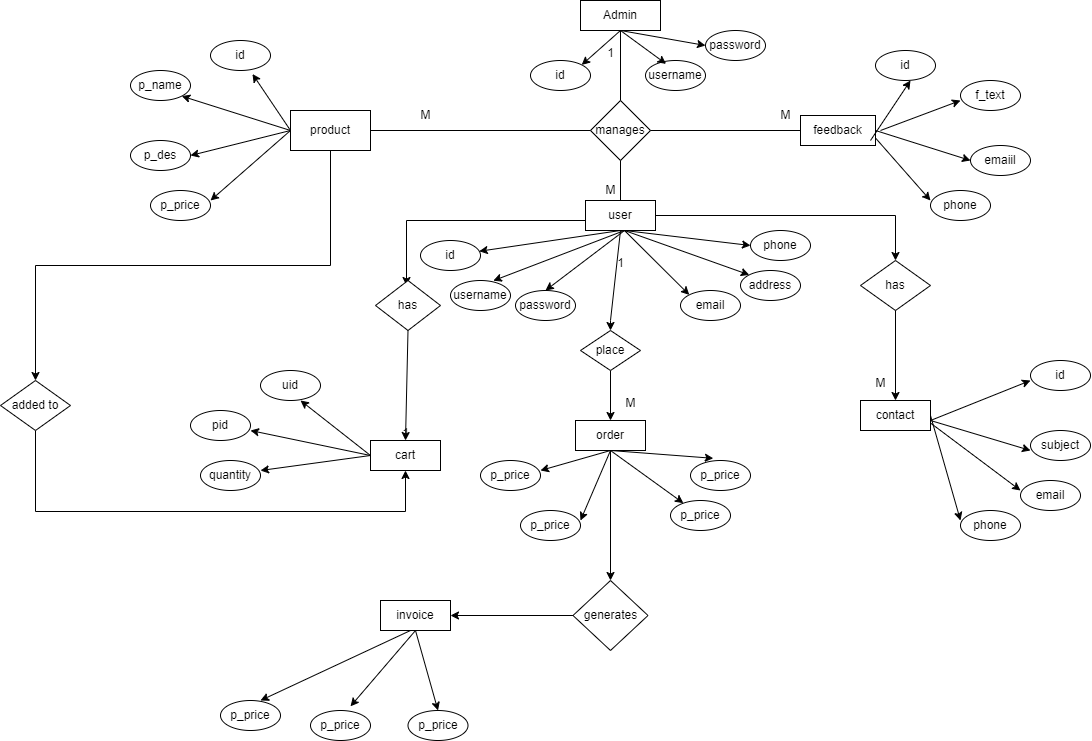 Admin
password
1
id
username
id
p_name
product
p_des
p_price
M
manages
M
feedback
id
f_text
emaiil
phone
M
user
id
username
password
1
email
address
phone
has
has
place
added to
uid
pid
quantity
cart
M
order
p_price
p_price
p_price
p_price
M
contact
id
subject
email
phone
generates
invoice
p_price
p_price
p_price